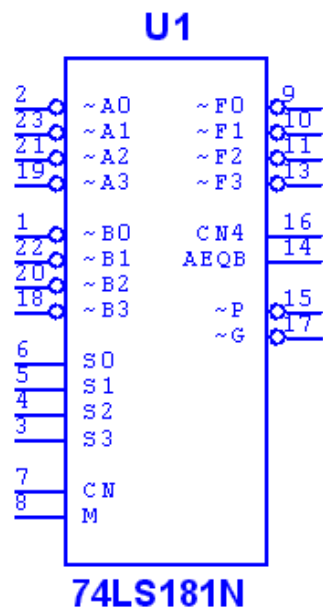 U1
2 ~A0 ~F0 9
23 ~A1 ~F1 10
21 ~A2 ~F2 11
19 ~A3 ~F3 13
1 ~B0 CN4 16
22 ~B1 AEQB 14
20 ~B2
18 ~B3 ~P 15
~G 17
6 S0
5 S1
4 S2
3 S3
7 CN
8 M
74LS181N